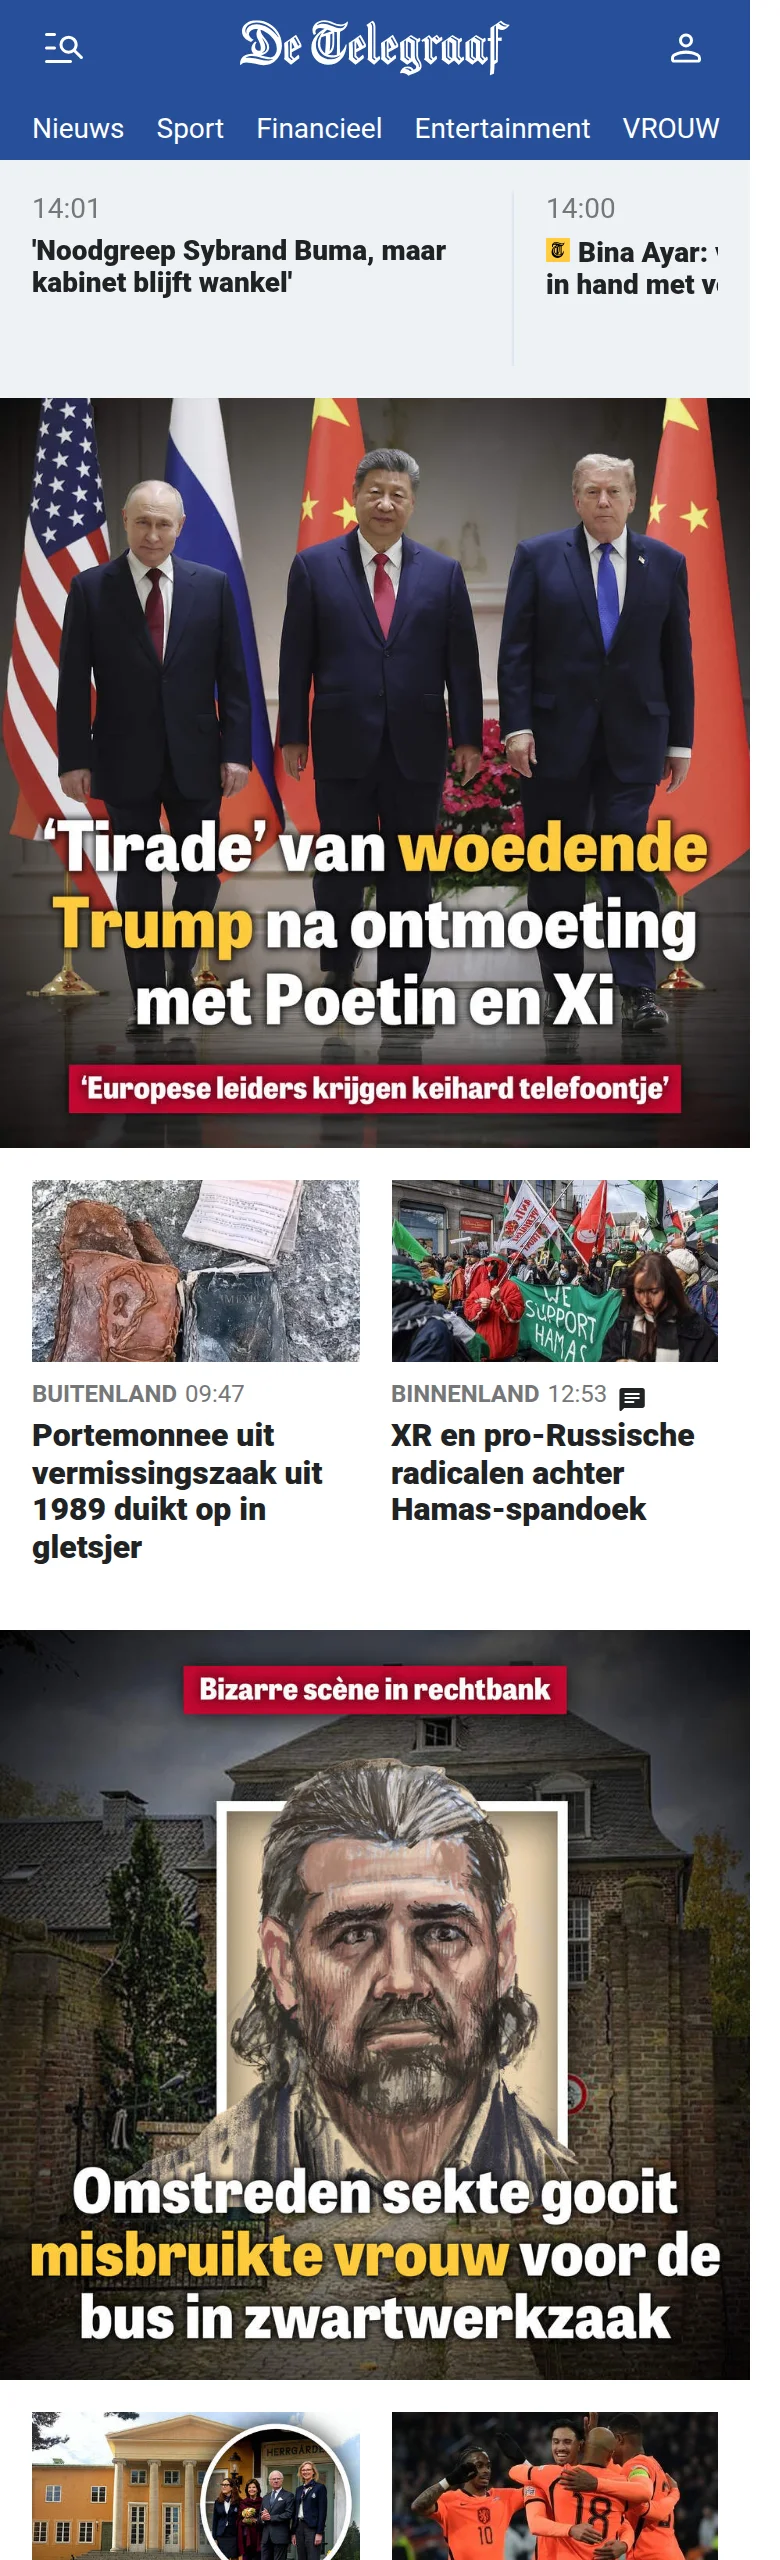 De Telegraaf
Nieuws Sport Financieel Entertainment VROUW
14:01
'Noodgreep Sybrand Buma, maar
kabinet blijft wankel'
14:00
Bina Ayar:
in hand met
‘Tirade’ van woedende
Trump na ontmoeting
met Poetin en Xi
‘Europese leiders krijgen keihard telefoontje’
WE
SUPPORT
HAMAS
BUITENLAND 09:47
Portemonnee uit
vermissingszaak uit
1989 duikt op in
gletsjer
BINNENLAND 12:53
XR en pro-Russische
radicalen achter
Hamas-spandoek
Bizarre scène in rechtbank
Omstreden sekte gooit
misbruikte vrouw voor de
bus in zwartwerkzaak
10
18